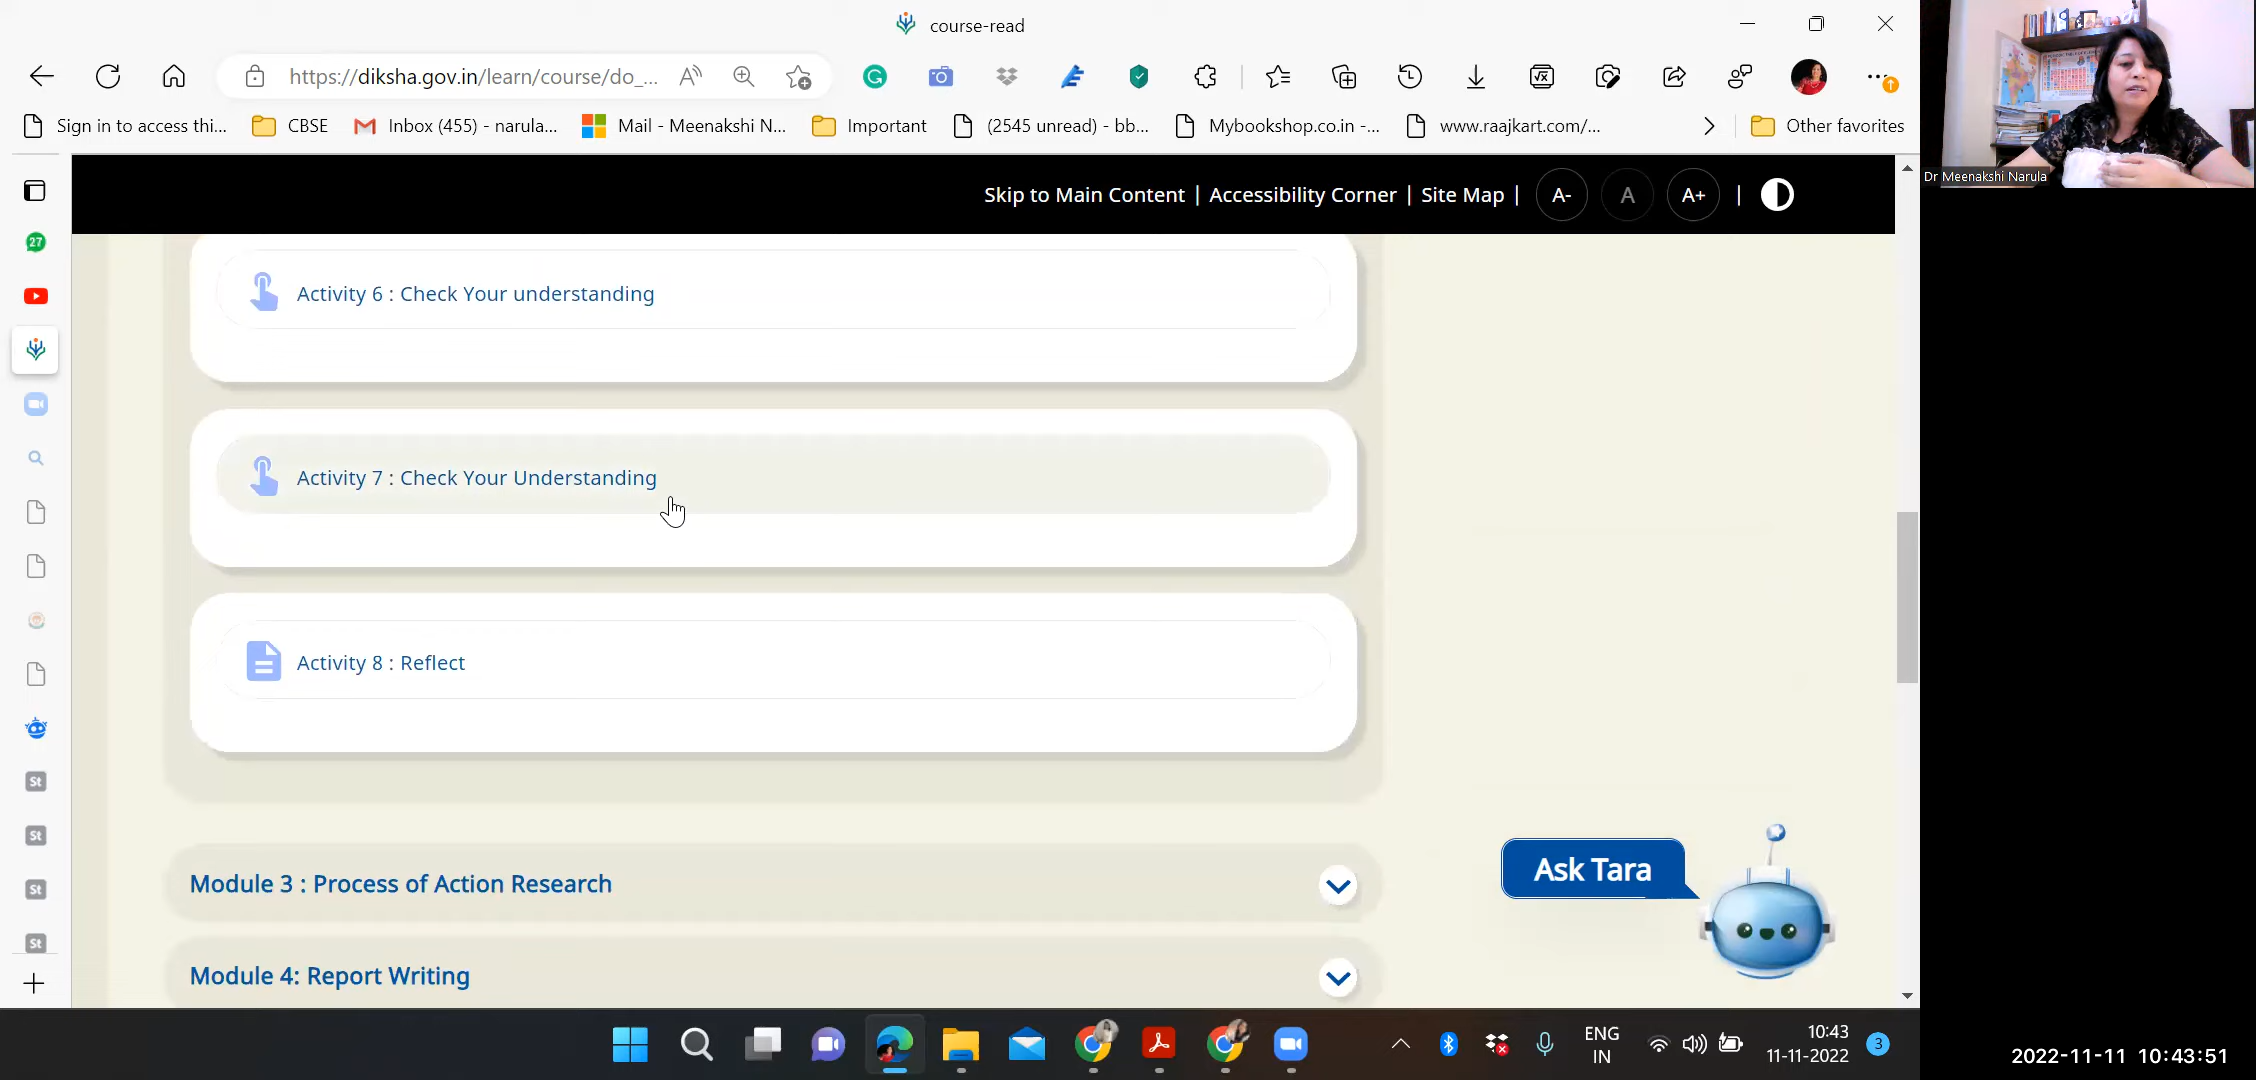 course-read
https://diksha.gov.in/learn/course/do_...
Sign in to access thi...
CBSE
Inbox (455) - narula...
Mail - Meenakshi N...
Important
(2545 unread) - bb...
Mybookshop.co.in -...
www.raajkart.com/...
Other favorites
Dr Meenakshi Narula
Skip to Main Content | Accessibility Corner | Site Map | A- A A+ |
27
Activity 6 : Check Your understanding
Activity 7 : Check Your Understanding
Activity 8 : Reflect
St
St
St
St
Ask Tara
Module 3 : Process of Action Research
Module 4: Report Writing
ENG
IN
10:43
11-11-2022
3
2022-11-11 10:43:51